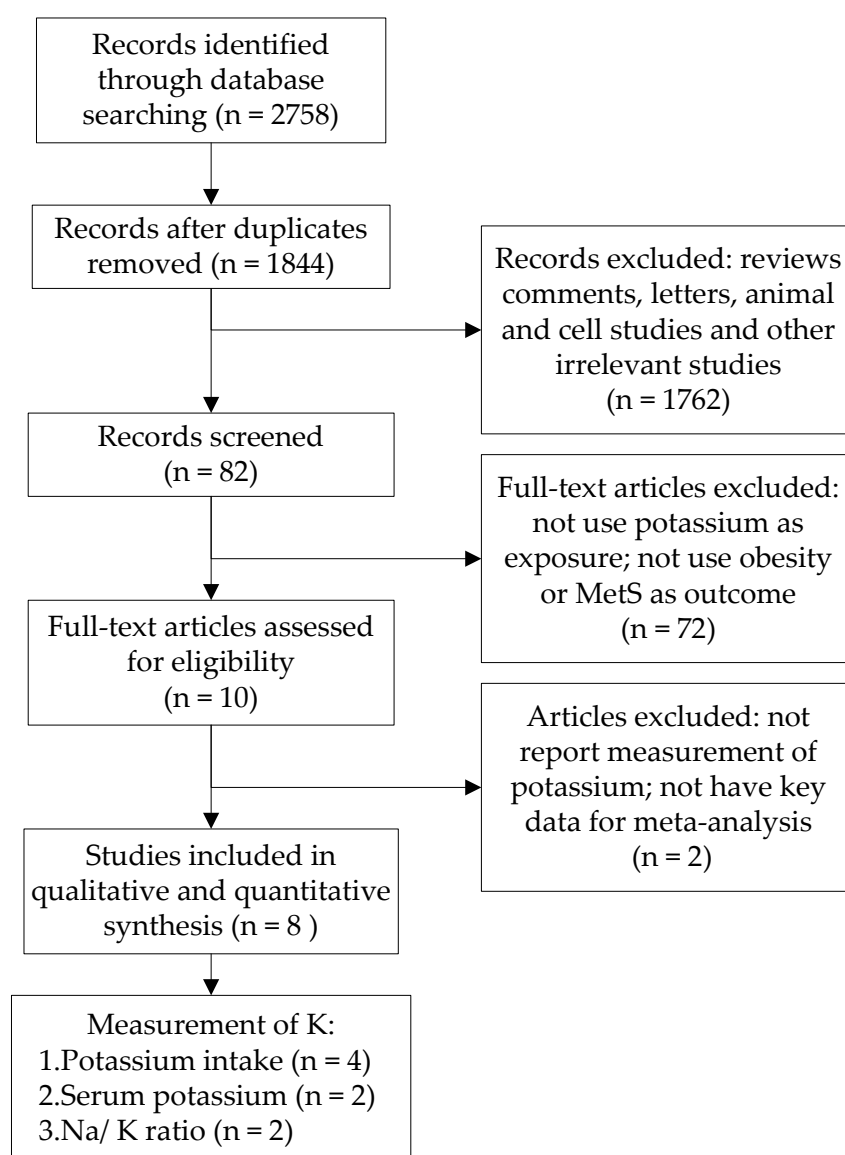 Records identified
through database
searching (n = 2758)
Records after duplicates
removed (n = 1844)
Records excluded: reviews
comments, letters, animal
and cell studies and other
irrelevant studies
(n = 1762)
Records screened
(n = 82)
Full-text articles excluded:
not use potassium as
exposure; not use obesity
or MetS as outcome
(n = 72)
Full-text articles assessed
for eligibility
(n = 10)
Articles excluded: not
report measurement of
potassium; not have key
data for meta-analysis
(n = 2)
Studies included in
qualitative and quantitative
synthesis (n = 8 )
Measurement of K:
1.Potassium intake (n = 4)
2.Serum potassium (n = 2)
3.Na/ K ratio (n = 2)